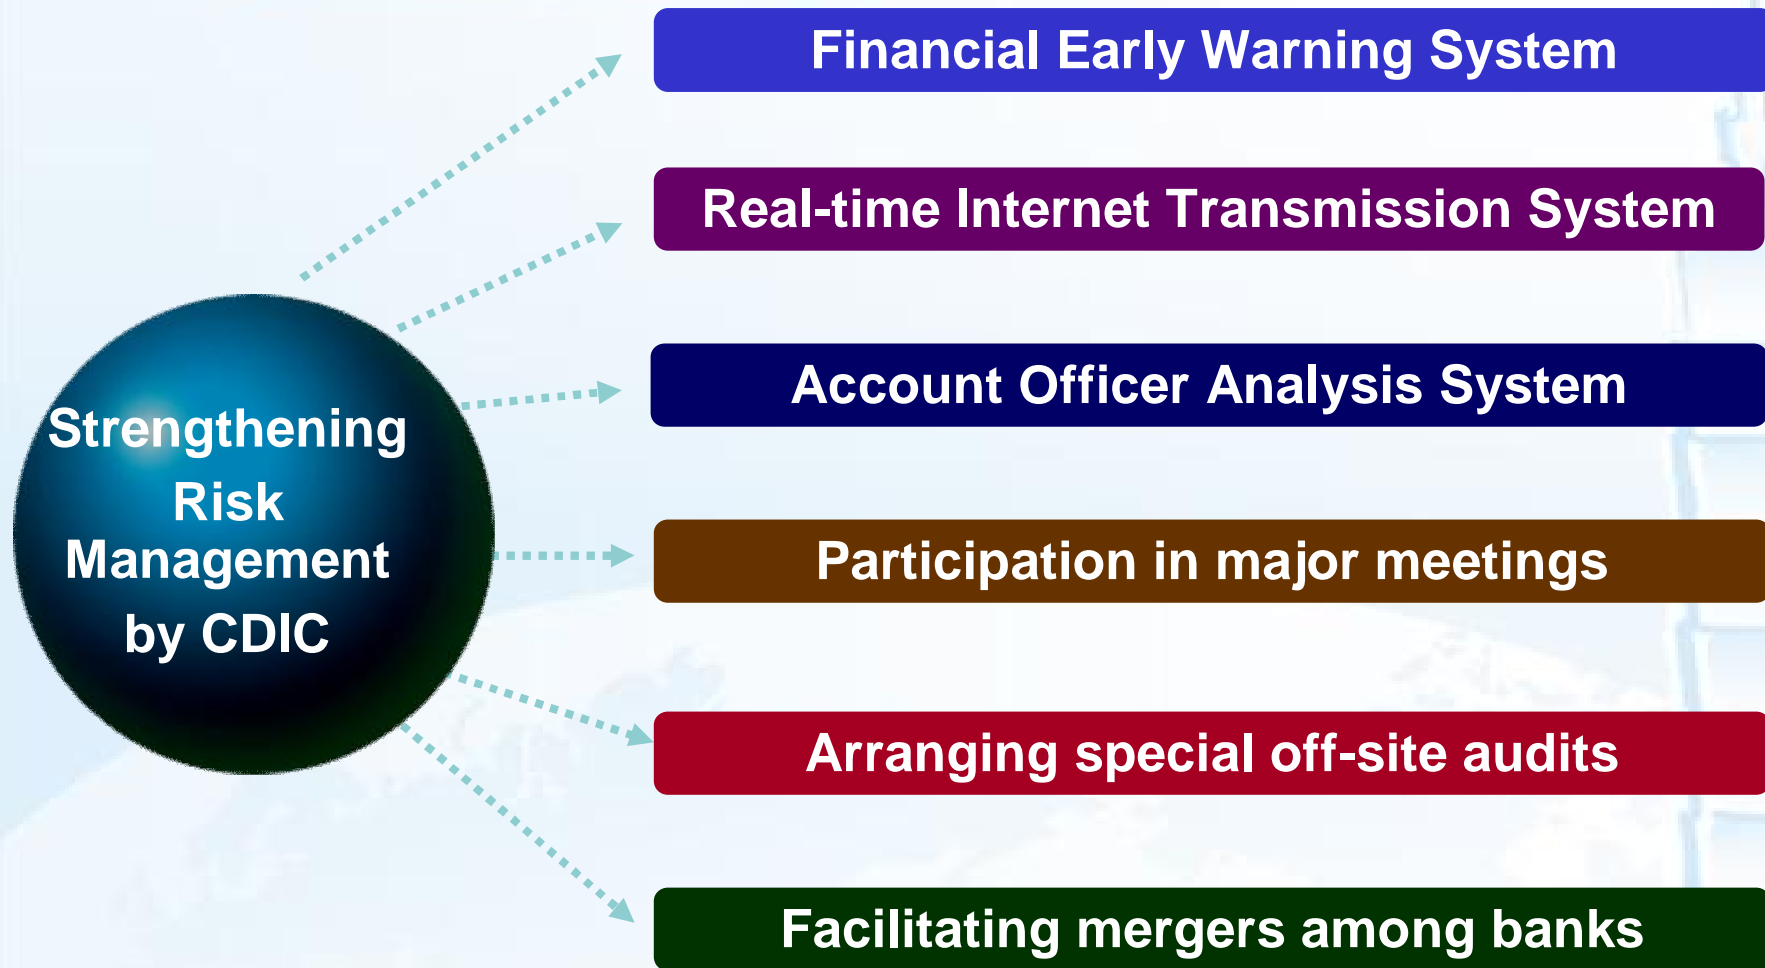 Financial Early Warning System
Real-time Internet Transmission System
Account Officer Analysis System
Strengthening
Risk
Management
by CDIC
Participation in major meetings
Arranging special off-site audits
Facilitating mergers among banks